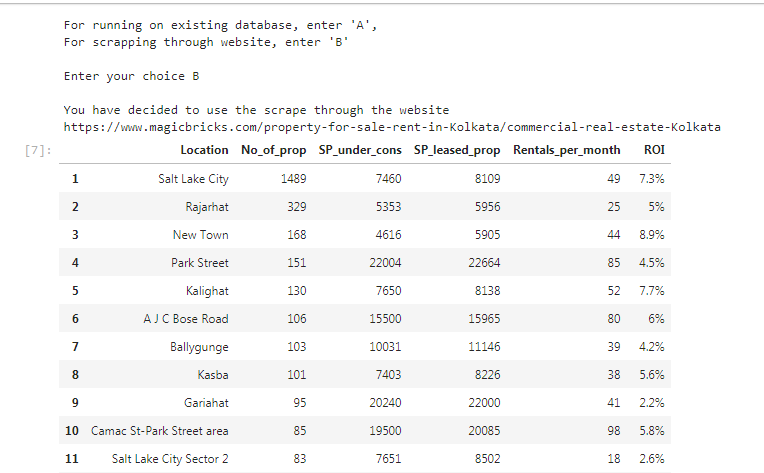 For running on existing database, enter 'A',
For scrapping through website, enter 'B'
Enter your choice B
You have decided to use the scrape through the website
https://www.magicbricks.com/property-for-sale-rent-in-Kolkata/commercial-real-estate-Kolkata
[7]:
Location No_of_prop SP_under_cons SP_leased_prop Rentals_per_month ROI
1 Salt Lake City 1489 7460 8109 49 7.3%
2 Rajarhat 329 5353 5956 25 5%
3 New Town 168 4616 5905 44 8.9%
4 Park Street 151 22004 22664 85 4.5%
5 Kalighat 130 7650 8138 52 7.7%
6 A J C Bose Road 106 15500 15965 80 6%
7 Ballygunge 103 10031 11146 39 4.2%
8 Kasba 101 7403 8226 38 5.6%
9 Gariahat 95 20240 22000 41 2.2%
10 Camac St-Park Street area 85 19500 20085 98 5.8%
11 Salt Lake City Sector 2 83 7651 8502 18 2.6%